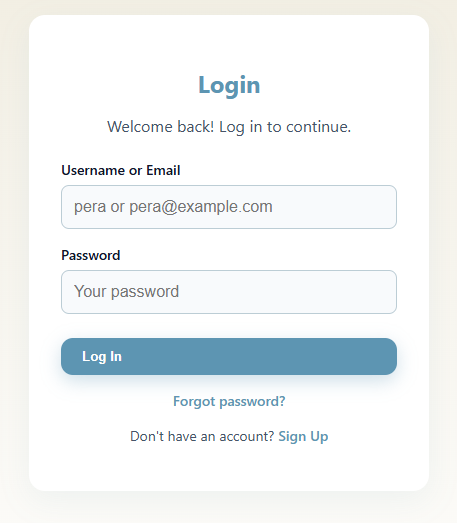 Login
Welcome back! Log in to continue.
Username or Email
pera or pera@example.com
Password
Your password
Log In
Forgot password?
Don't have an account? Sign Up